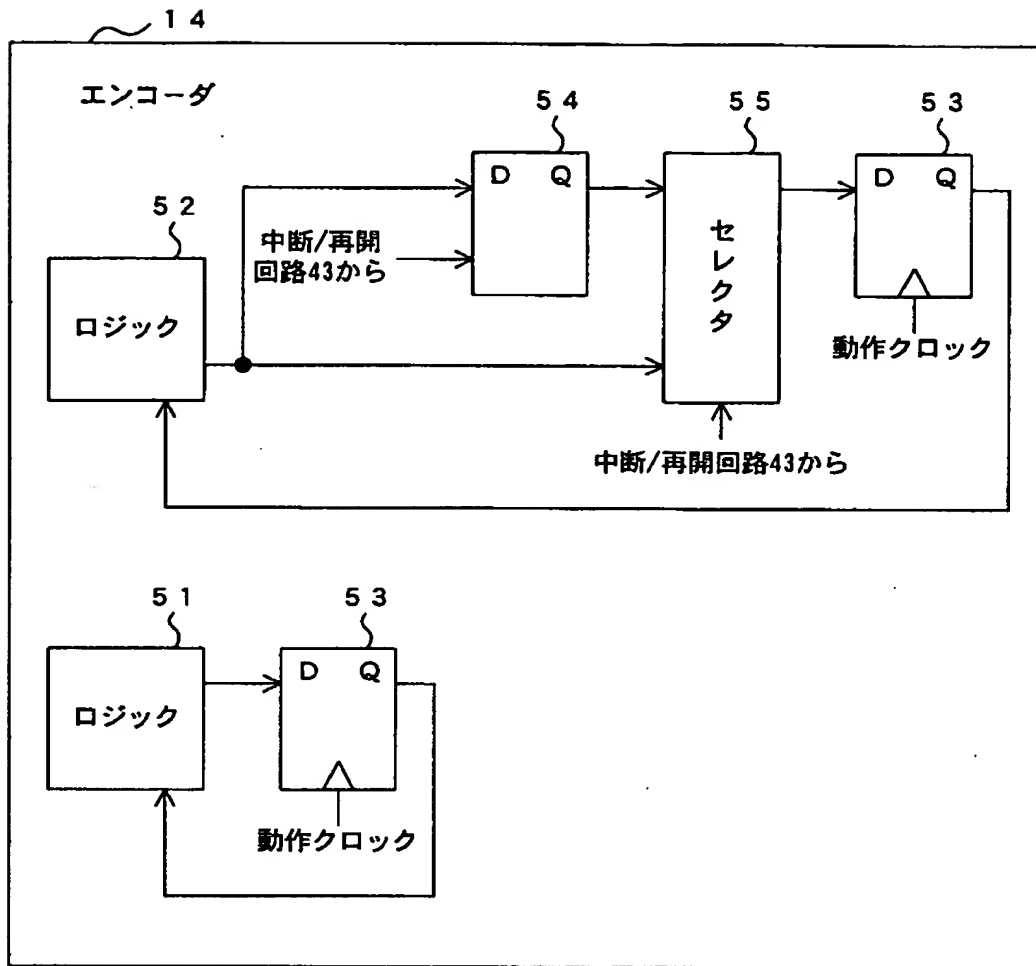 14
エンコーダ
54
55
53
D Q
D Q
52
中断/再開
回路43から
セレクタ
ロジック
動作クロック
中断/再開回路43から
51
53
D Q
ロジック
動作クロック